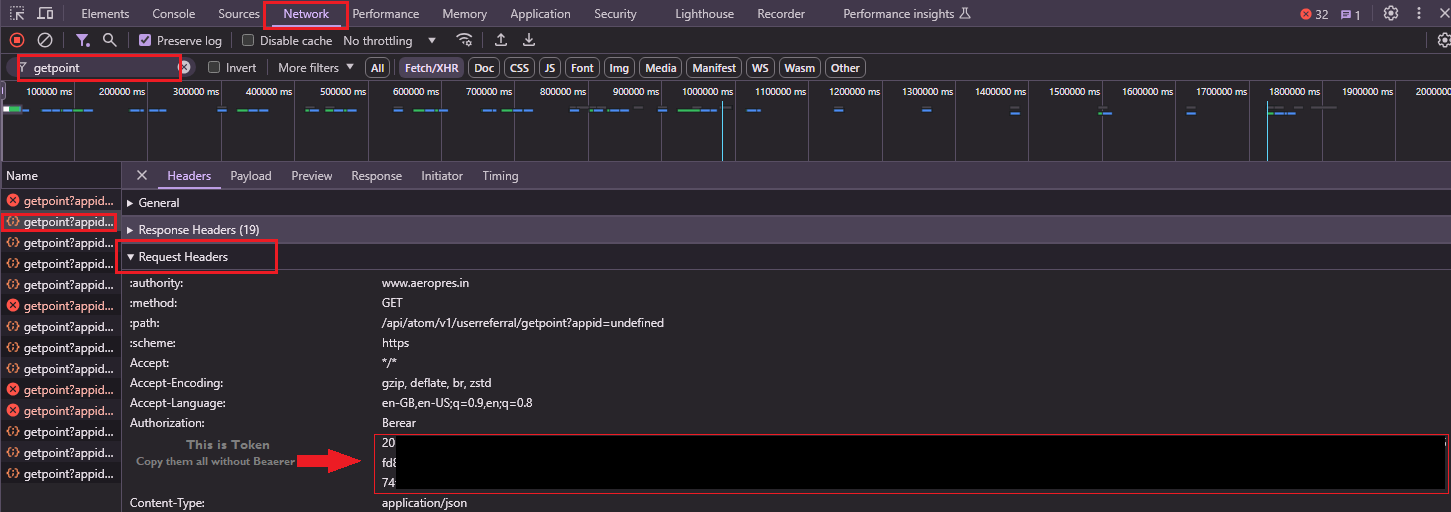 Elements Console Sources Network Performance Memory Application Security Lighthouse Recorder Performance insights 32 1
Preserve log Disable cache No throttling
getpoint Invert More filters All Fetch/XHR Doc CSS JS Font Img Media Manifest WS Wasm Other
100000 ms 200000 ms 300000 ms 400000 ms 500000 ms 600000 ms 700000 ms 800000 ms 900000 ms 1000000 ms 1100000 ms 1200000 ms 1300000 ms 1400000 ms 1500000 ms 1600000 ms 1700000 ms 1800000 ms 1900000 ms
Name Headers Payload Preview Response Initiator Timing
getpoint?appid...
getpoint?appid...
getpoint?appid...
getpoint?appid...
getpoint?appid...
getpoint?appid...
getpoint?appid...
getpoint?appid...
getpoint?appid...
getpoint?appid...
getpoint?appid...
getpoint?appid...
getpoint?appid...
getpoint?appid...
General
Response Headers (19)
Request Headers
:authority: www.aeropres.in
:method: GET
:path: /api/atom/v1/userreferral/getpoint?appid=undefined
:scheme: https
Accept: */*
Accept-Encoding: gzip, deflate, br, zstd
Accept-Language: en-GB,en-US;q=0.9,en;q=0.8
Authorization: Berear
This is Token 20
Copy them all without Beaerer fd8
74
Content-Type: application/json